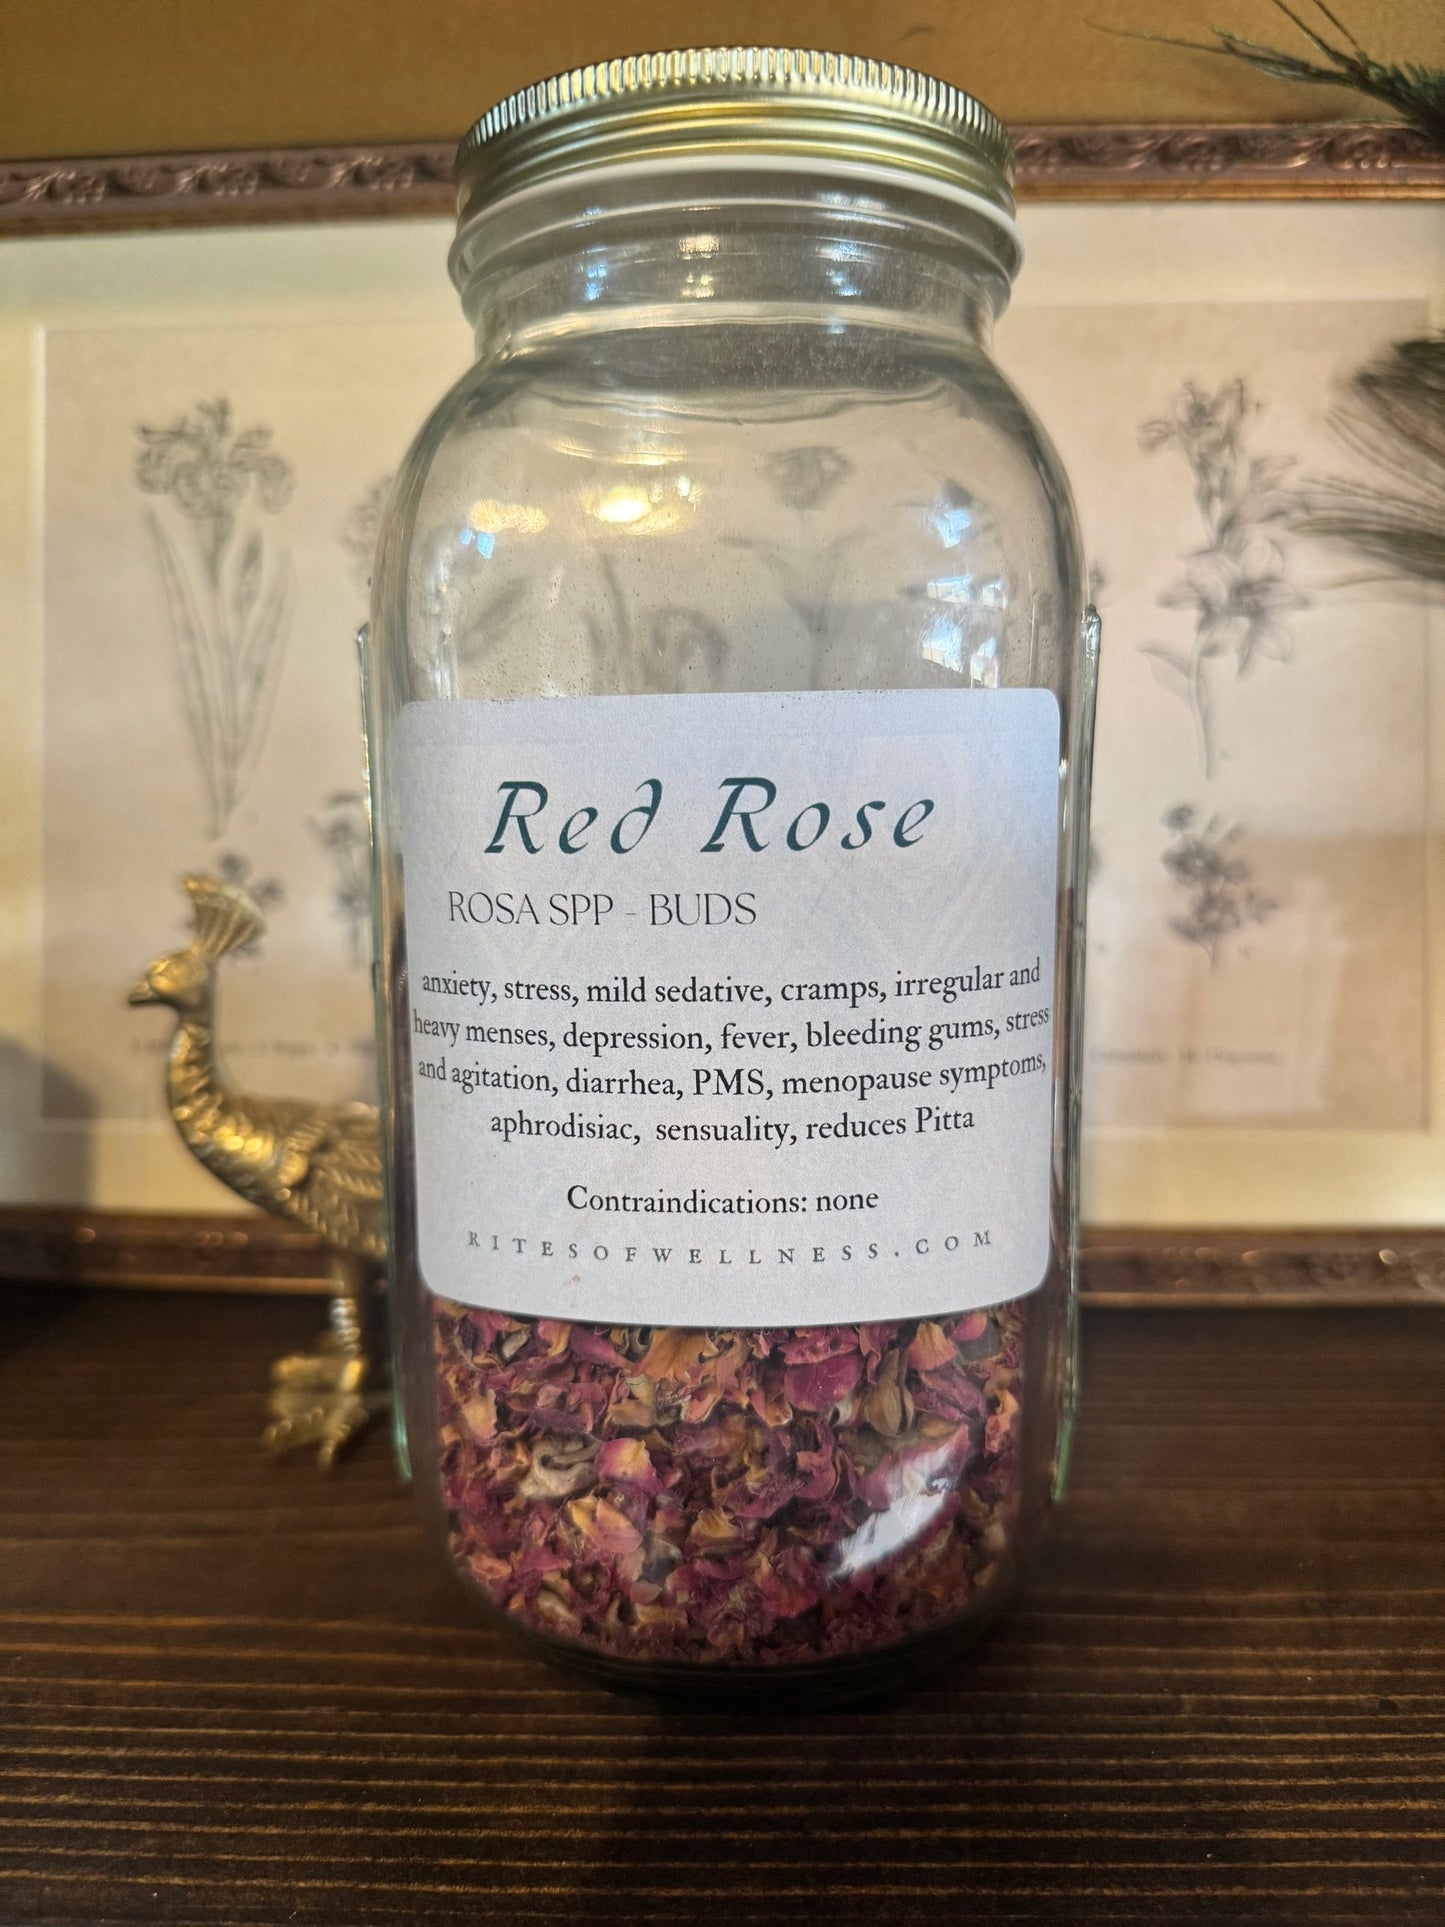 Red Rose
ROSA SPP - BUDS
anxiety, stress, mild sedative, cramps, irregular and
heavy menses, depression, fever, bleeding gums, stress
and agitation, diarrhea, PMS, menopause symptoms,
aphrodisiac, sensuality, reduces Pitta
Contraindications: none
RITESOFWELLNESS.COM